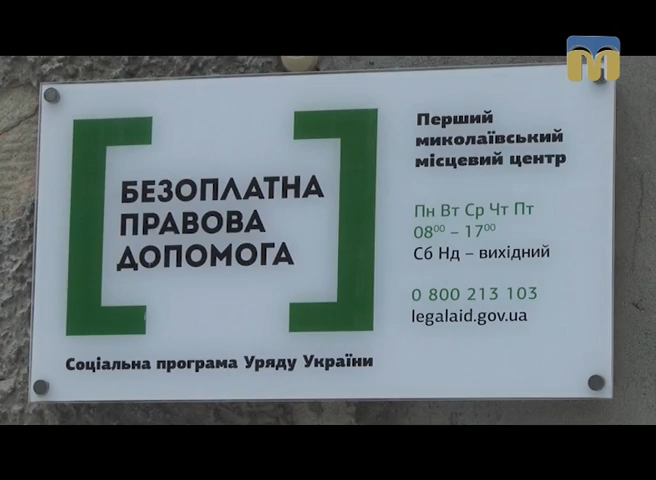 БЕЗОПЛАТНА
ПРАВОВА
ДОПОМОГА
Соціальна програма Уряду України
Перший
миколаївський
місцевий центр
Пн Вт Ср Чт Пт
08⁰⁰ – 17⁰⁰
Сб Нд – вихідний
0 800 213 103
legalaid.gov.ua